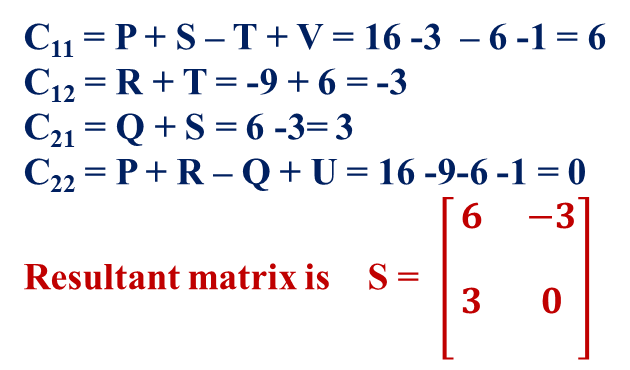 C₁₁ = P + S – T + V = 16 -3 – 6 -1 = 6
C₁₂ = R + T = -9 + 6 = -3
C₂₁ = Q + S = 6 -3= 3
C₂₂ = P + R – Q + U = 16 -9-6 -1 = 0
6 −3
Resultant matrix is S =
3 0